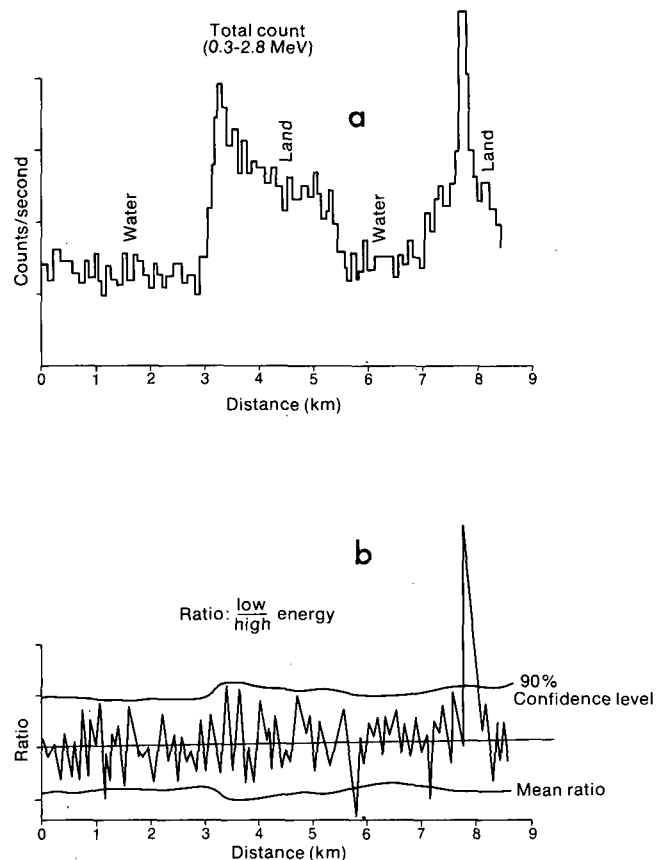 Total count
(0.3-2.8 MeV)
a
Counts/second
Water
Land
Water
Land
0 1 2 3 4 5 6 7 8 9
Distance (km)
b
Ratio: low/high energy
90%
Confidence level
Ratio
Mean ratio
0 1 2 3 4 5 6 7 8 9
Distance (km)